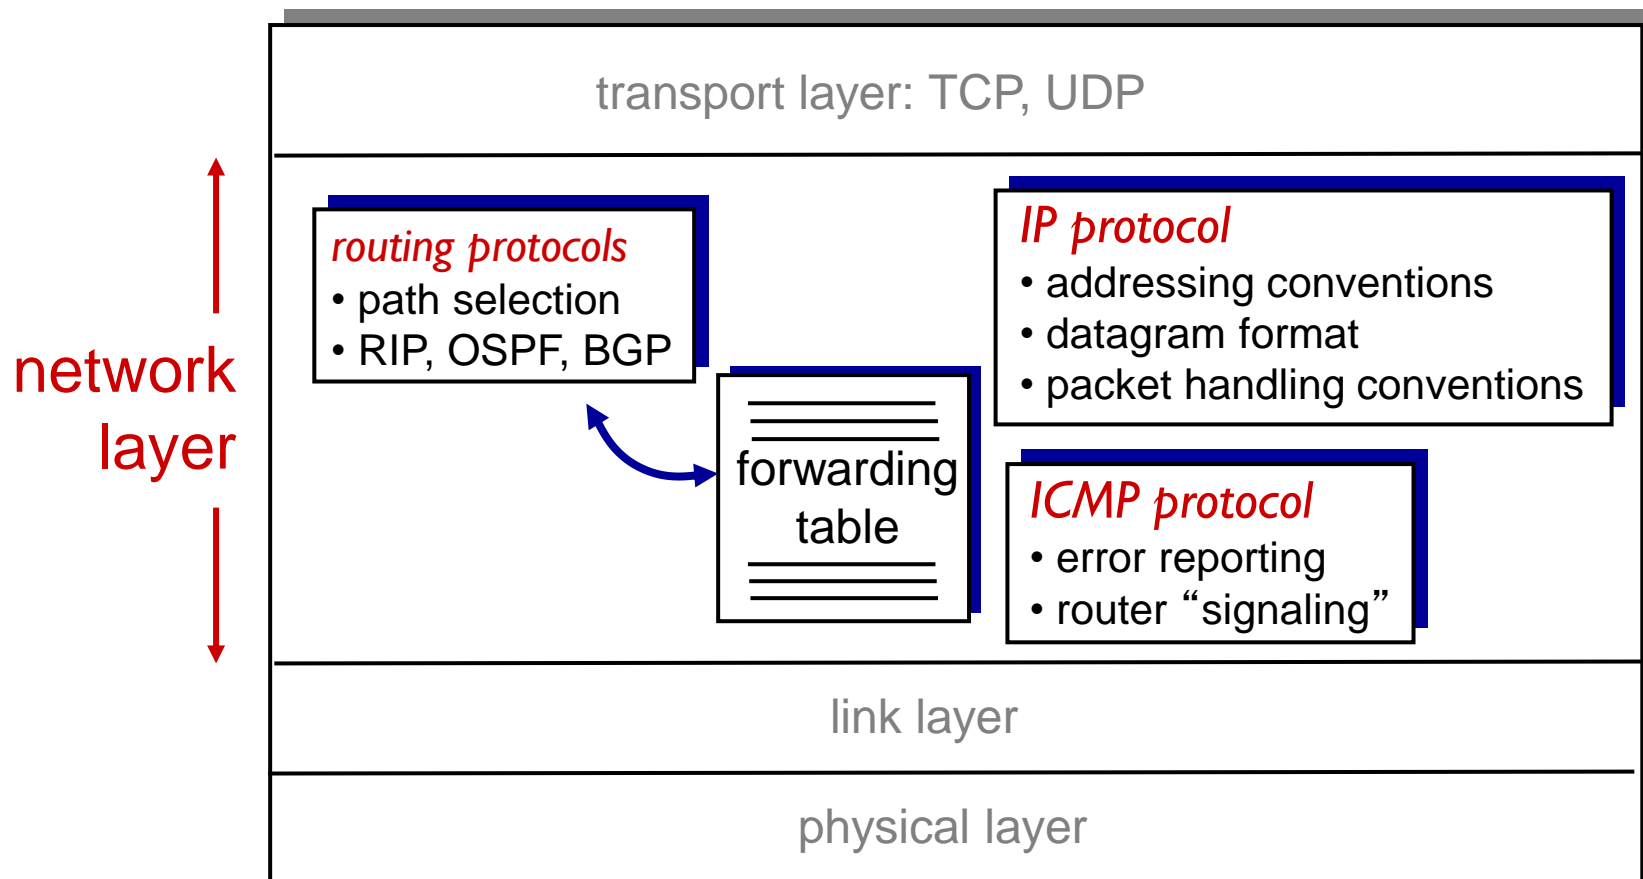 transport layer: TCP, UDP
network
layer
routing protocols
• path selection
• RIP, OSPF, BGP
forwarding
table
IP protocol
• addressing conventions
• datagram format
• packet handling conventions
ICMP protocol
• error reporting
• router “signaling”
link layer
physical layer